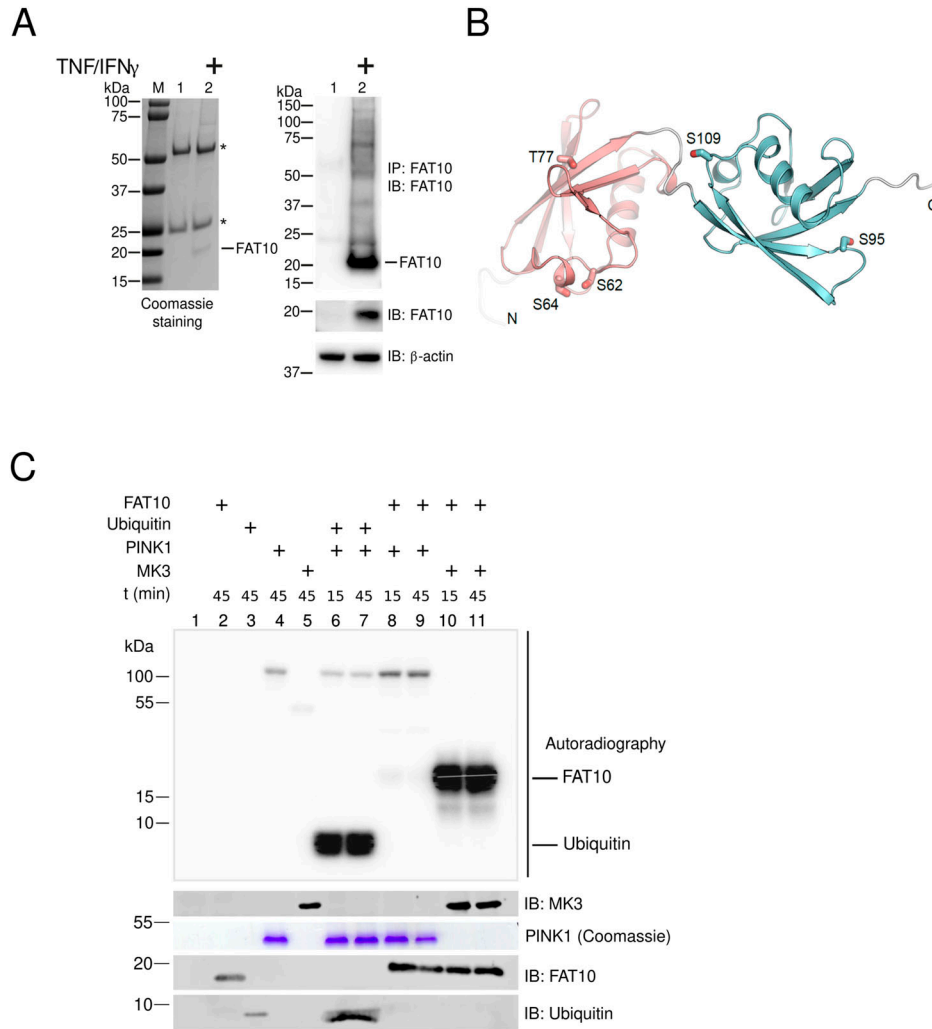 A
TNF/IFNγ +
kDa M 1 2
100
75
50
37
25
20
15
*
*
FAT10
Coomassie
staining
+
kDa 1 2
150
100
75
50
37
25
20
15
IP: FAT10
IB: FAT10
FAT10
20
IB: FAT10
IB: β-actin
37
B
T77
S109
S95
S64
S62
N
C
FAT10 + + + + +
Ubiquitin + + +
PINK1 + + + + +
MK3 + + +
t (min) 45 45 45 45 15 45 15 45 15 45
1 2 3 4 5 6 7 8 9 10 11
kDa
100
55
15
10
Autoradiography
FAT10
Ubiquitin
IB: MK3
55
PINK1 (Coomassie)
20
IB: FAT10
10
IB: Ubiquitin